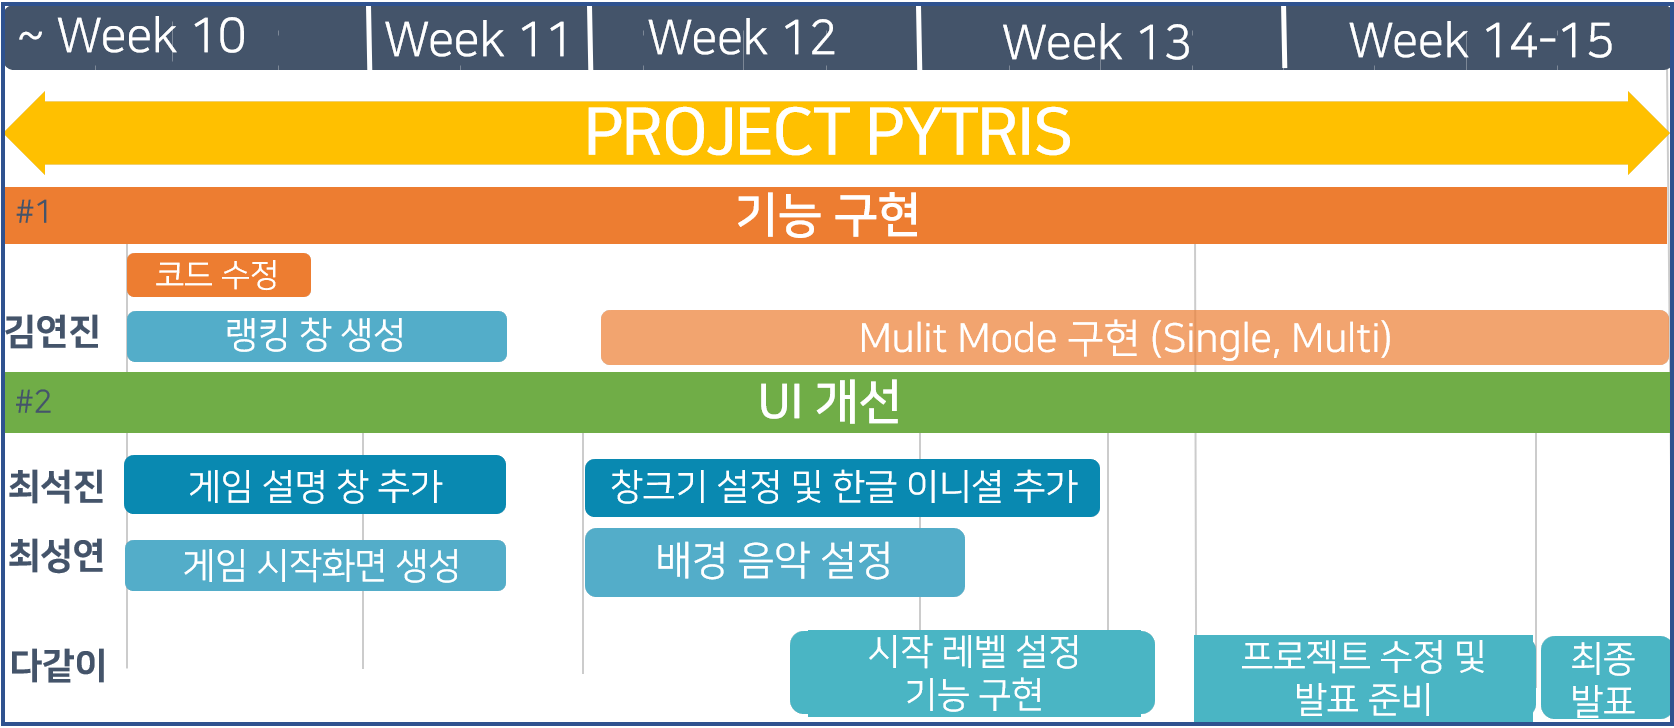 ~ Week 10
Week 11
Week 12
Week 13
Week 14-15
PROJECT PYTRIS
#1
기능 구현
코드 수정
김연진
랭킹 창 생성
Mulit Mode 구현 (Single, Multi)
#2
UI 개선
최석진
게임 설명 창 추가
창크기 설정 및 한글 이니셜 추가
최성연
게임 시작화면 생성
배경 음악 설정
다같이
시작 레벨 설정
기능 구현
프로젝트 수정 및
발표 준비
최종
발표